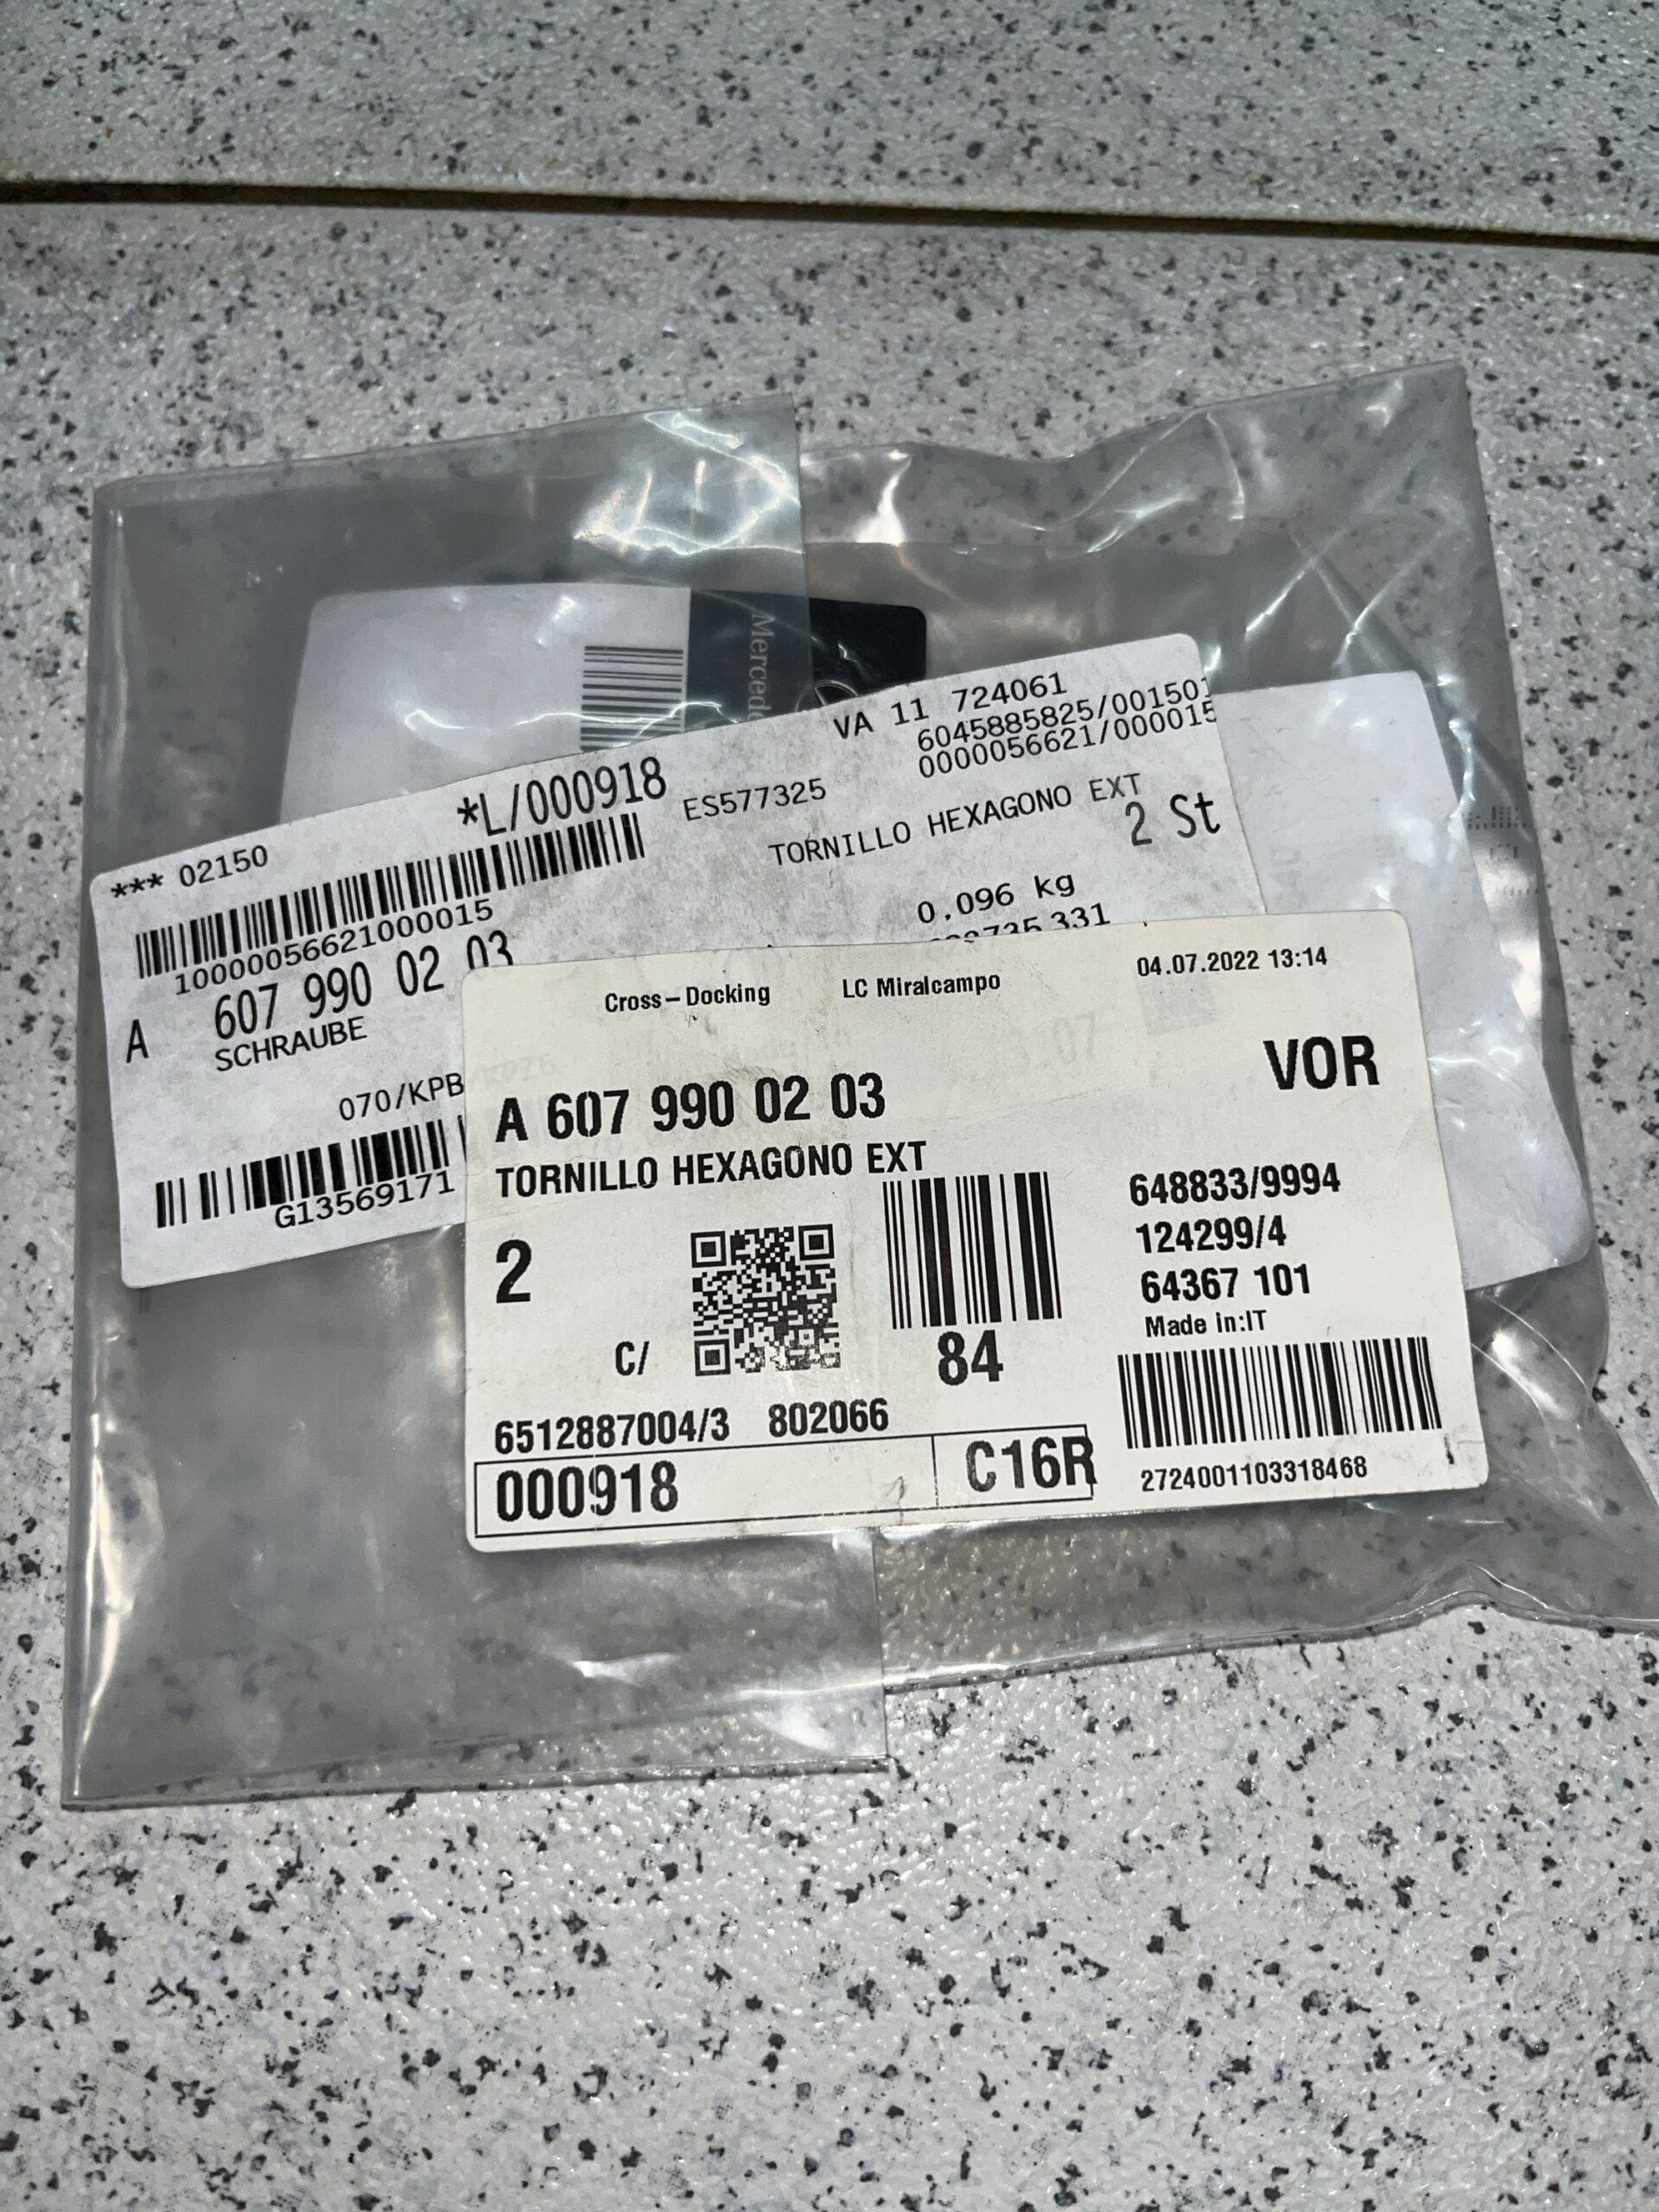 VA 11 724061
6045885825/001501
0000056621/000015
*L/000918
ES577325
TORNILLO HEXAGONO EXT
2 St
*** 02150
10000056621000015
0,096 kg
A 607 990 02 03
SCHRAUBE
070/KPB
G13569171
Cross-Docking LC Miralcampo 04.07.2022 13:14
VOR
A 607 990 02 03
TORNILLO HEXAGONO EXT
2
C/
84
648833/9994
124299/4
64367 101
Made in:IT
6512887004/3 802066
000918 C16R
2724001103318468